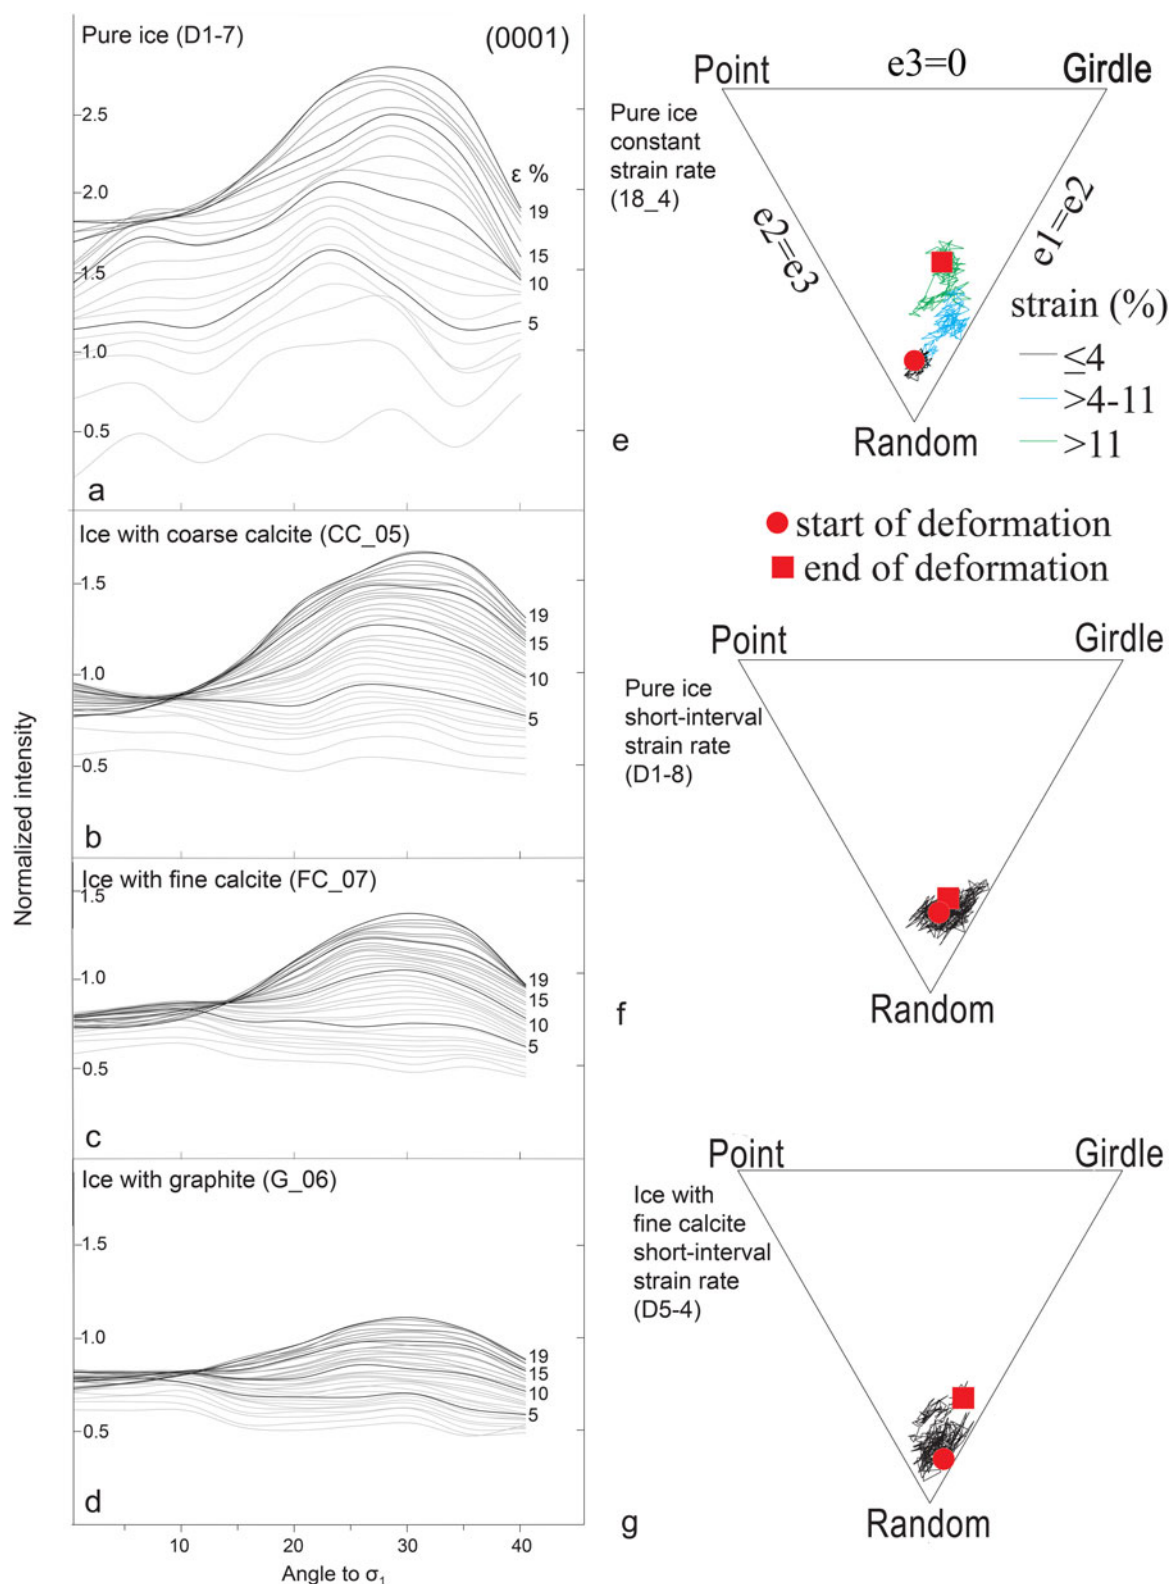 Pure ice (D1-7)
(0001)
2.5
2.0
1.5
1.0
0.5
ε %
19
15
10
5
a
Ice with coarse calcite (CC_05)
1.5
1.0
0.5
19
15
10
5
b
Normalized intensity
Ice with fine calcite (FC_07)
1.5
1.0
0.5
19
15
10
5
c
Ice with graphite (G_06)
1.5
1.0
0.5
19
15
10
5
d
10
20
30
40
Angle to σ1
Point
e3=0
Girdle
Pure ice
constant
strain rate
(18_4)
e2=e3
e1=e2
strain (%)
≤4
>4-11
>11
Random
e
start of deformation
end of deformation
Point
Girdle
Pure ice
short-interval
strain rate
(D1-8)
Random
f
Point
Girdle
Ice with
fine calcite
short-interval
strain rate
(D5-4)
Random
g